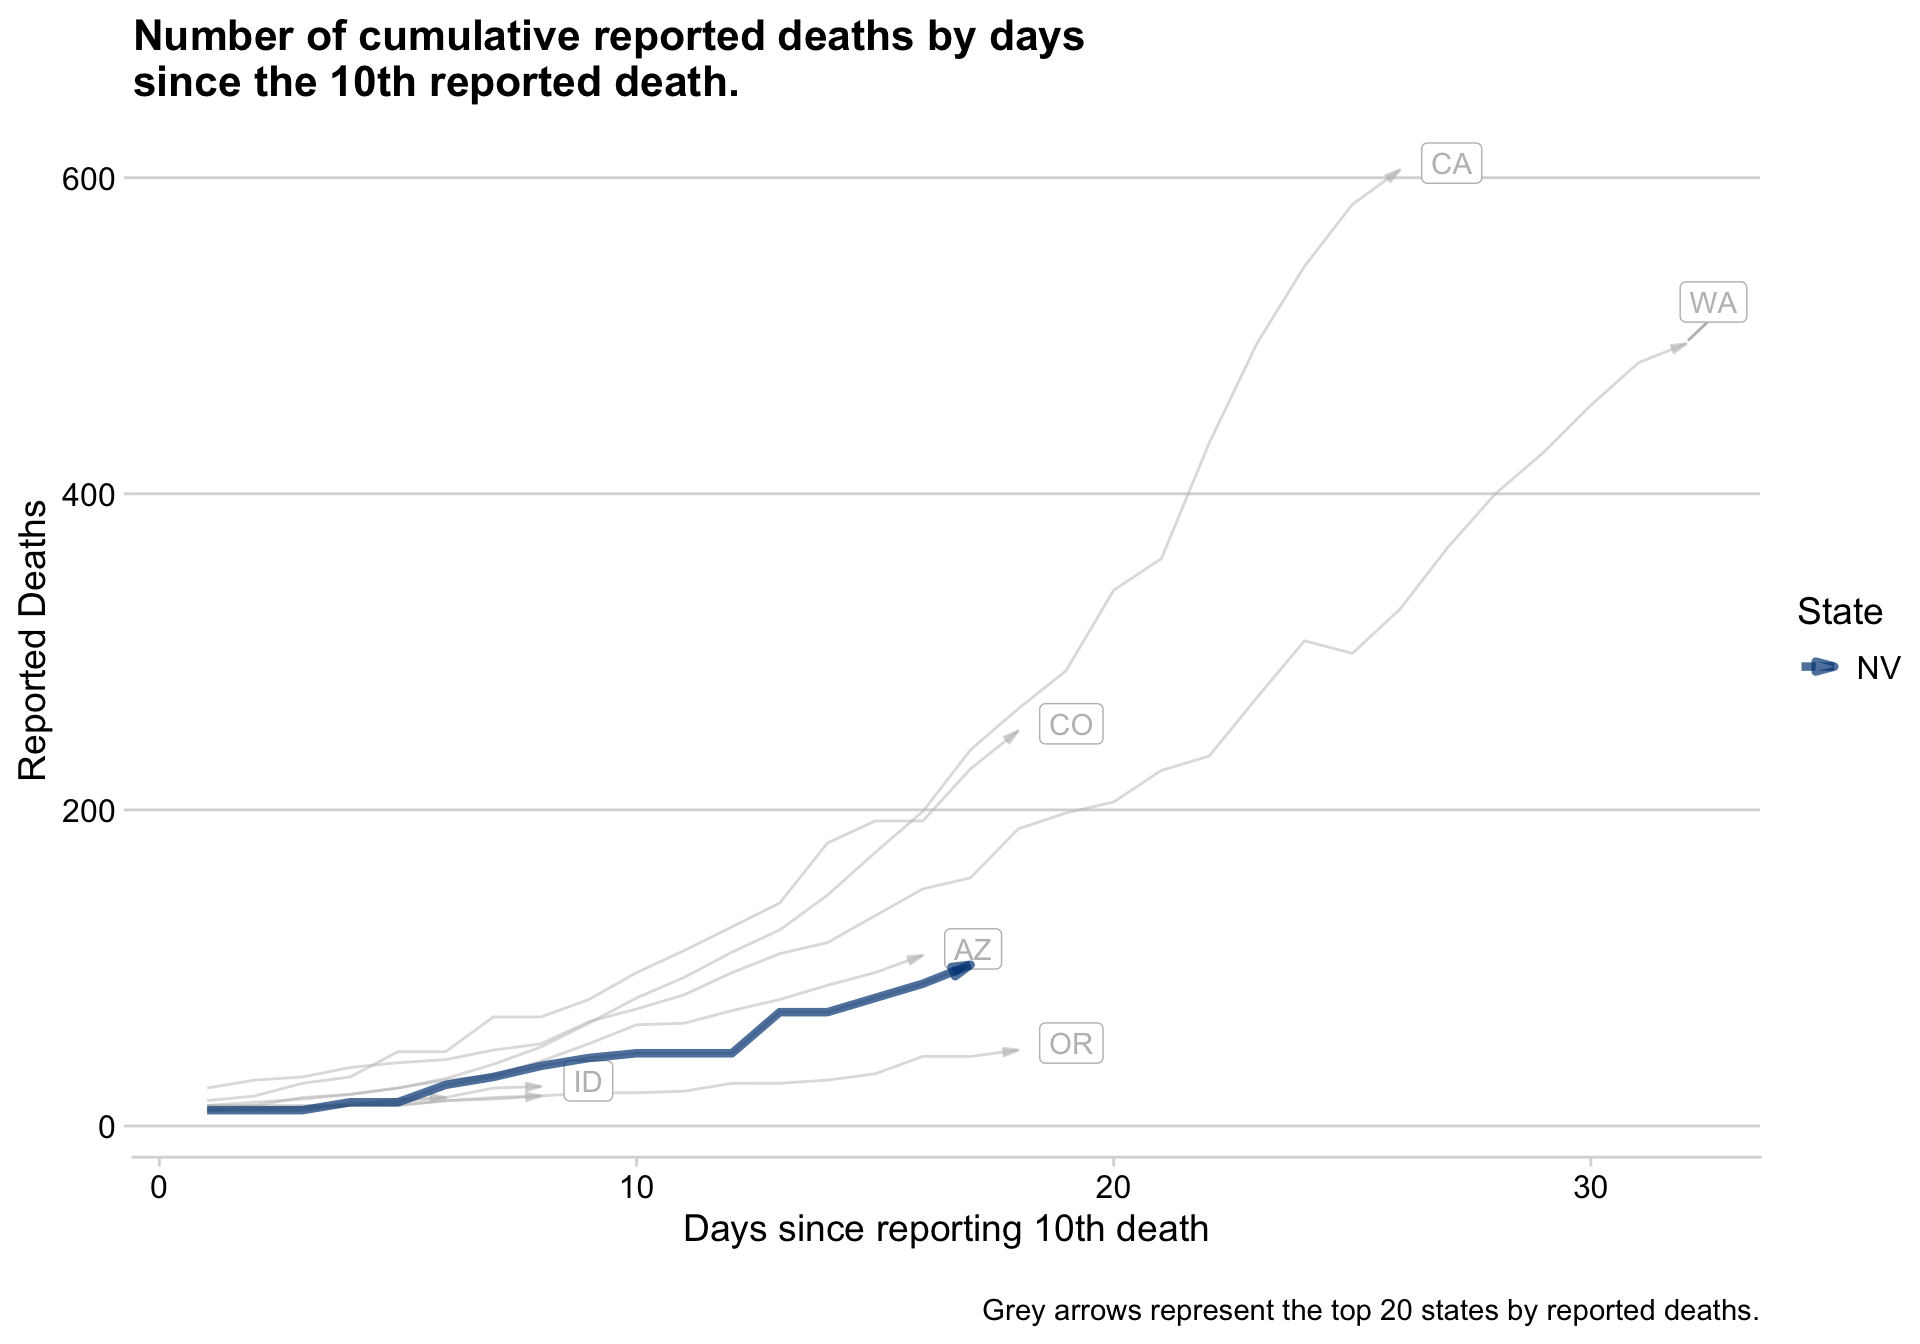 Number of cumulative reported deaths by days
since the 10th reported death.
600
400
200
0
Reported Deaths
CA
WA
CO
AZ
OR
ID
State
NV
0
10
20
30
Days since reporting 10th death
Grey arrows represent the top 20 states by reported deaths.